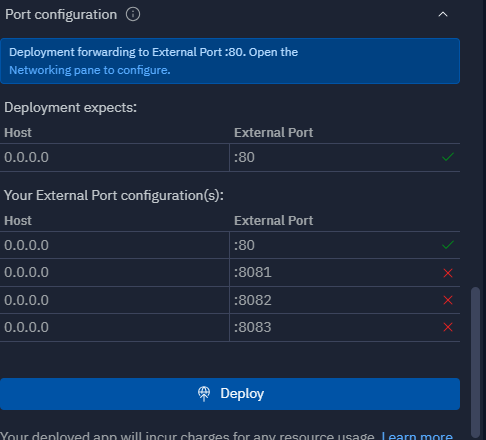 Port configuration
Deployment forwarding to External Port :80. Open the
Networking pane to configure.
Deployment expects:
Host External Port
0.0.0.0 :80
Your External Port configuration(s):
Host External Port
0.0.0.0 :80
0.0.0.0 :8081
0.0.0.0 :8082
0.0.0.0 :8083
Deploy
Your deployed app will incur charges for any resource usage. Learn more